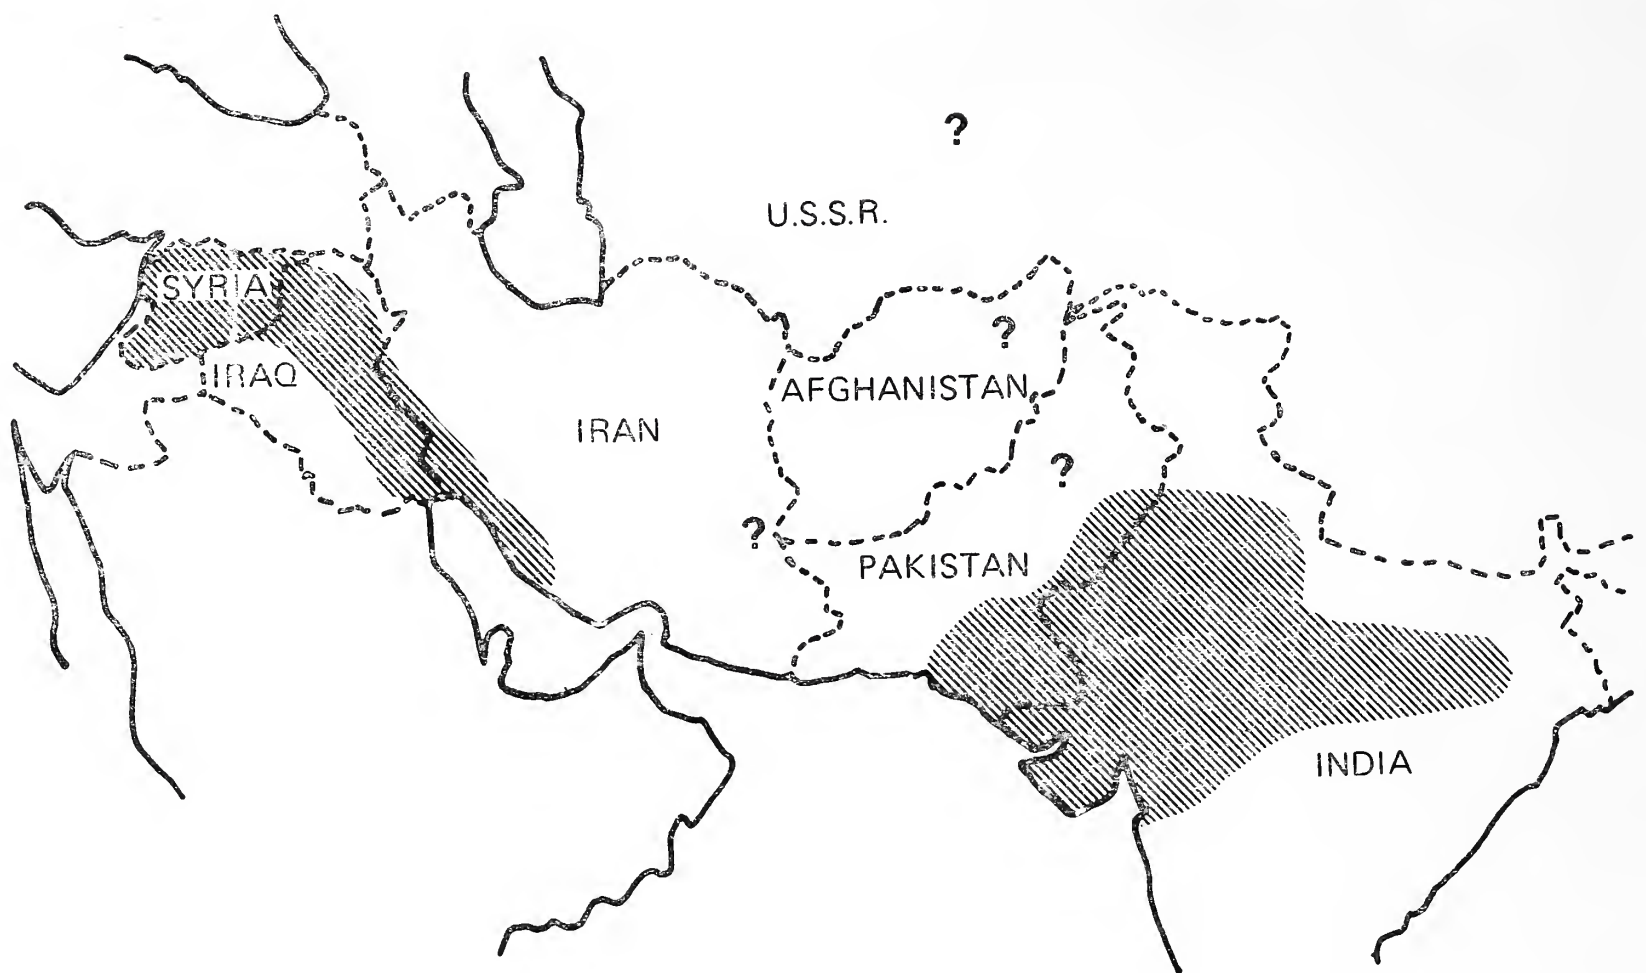 ?
U.S.S.R.
SYRIA
?
IRAQ
AFGHANISTAN
IRAN
?
?
PAKISTAN
INDIA